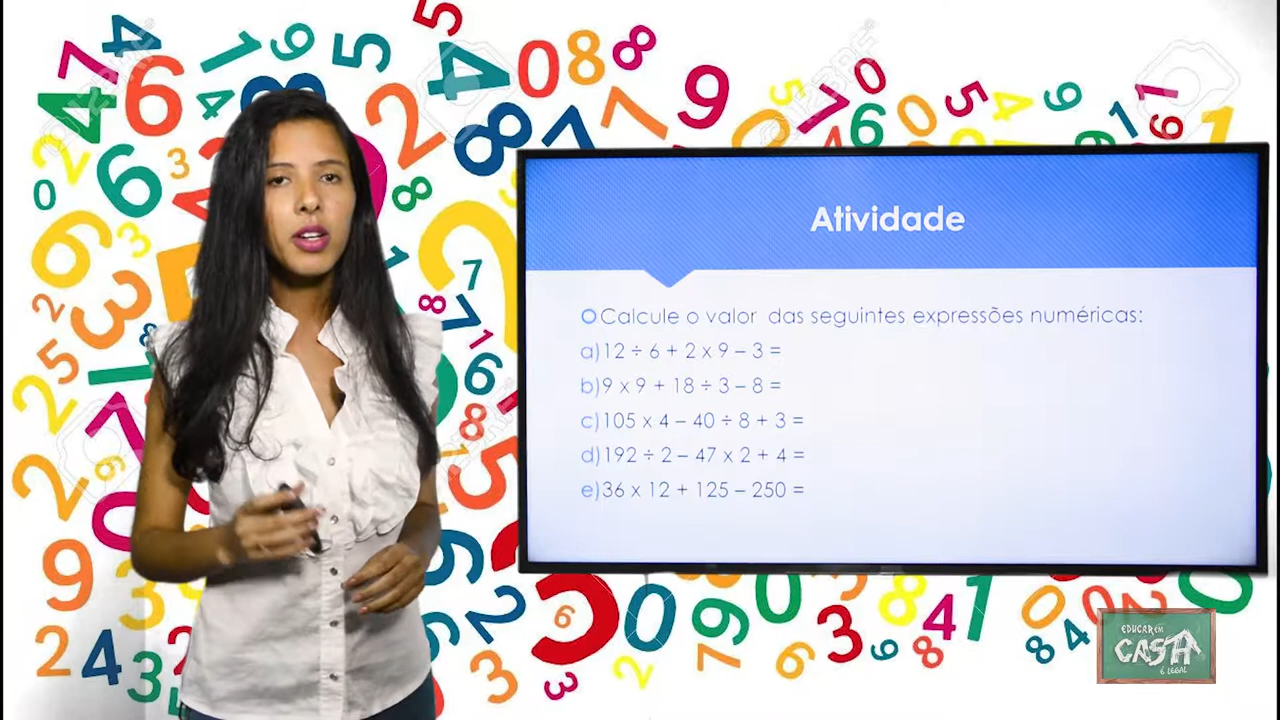 Atividade
Calcule o valor das seguintes expressões numéricas:
a)12 ÷ 6 + 2 x 9 – 3 =
b)9 x 9 + 18 ÷ 3 – 8 =
c)105 x 4 – 40 ÷ 8 + 3 =
d)192 ÷ 2 – 47 x 2 + 4 =
e)36 x 12 + 125 – 250 =
EDUCAR EM
CASA
É LEGAL